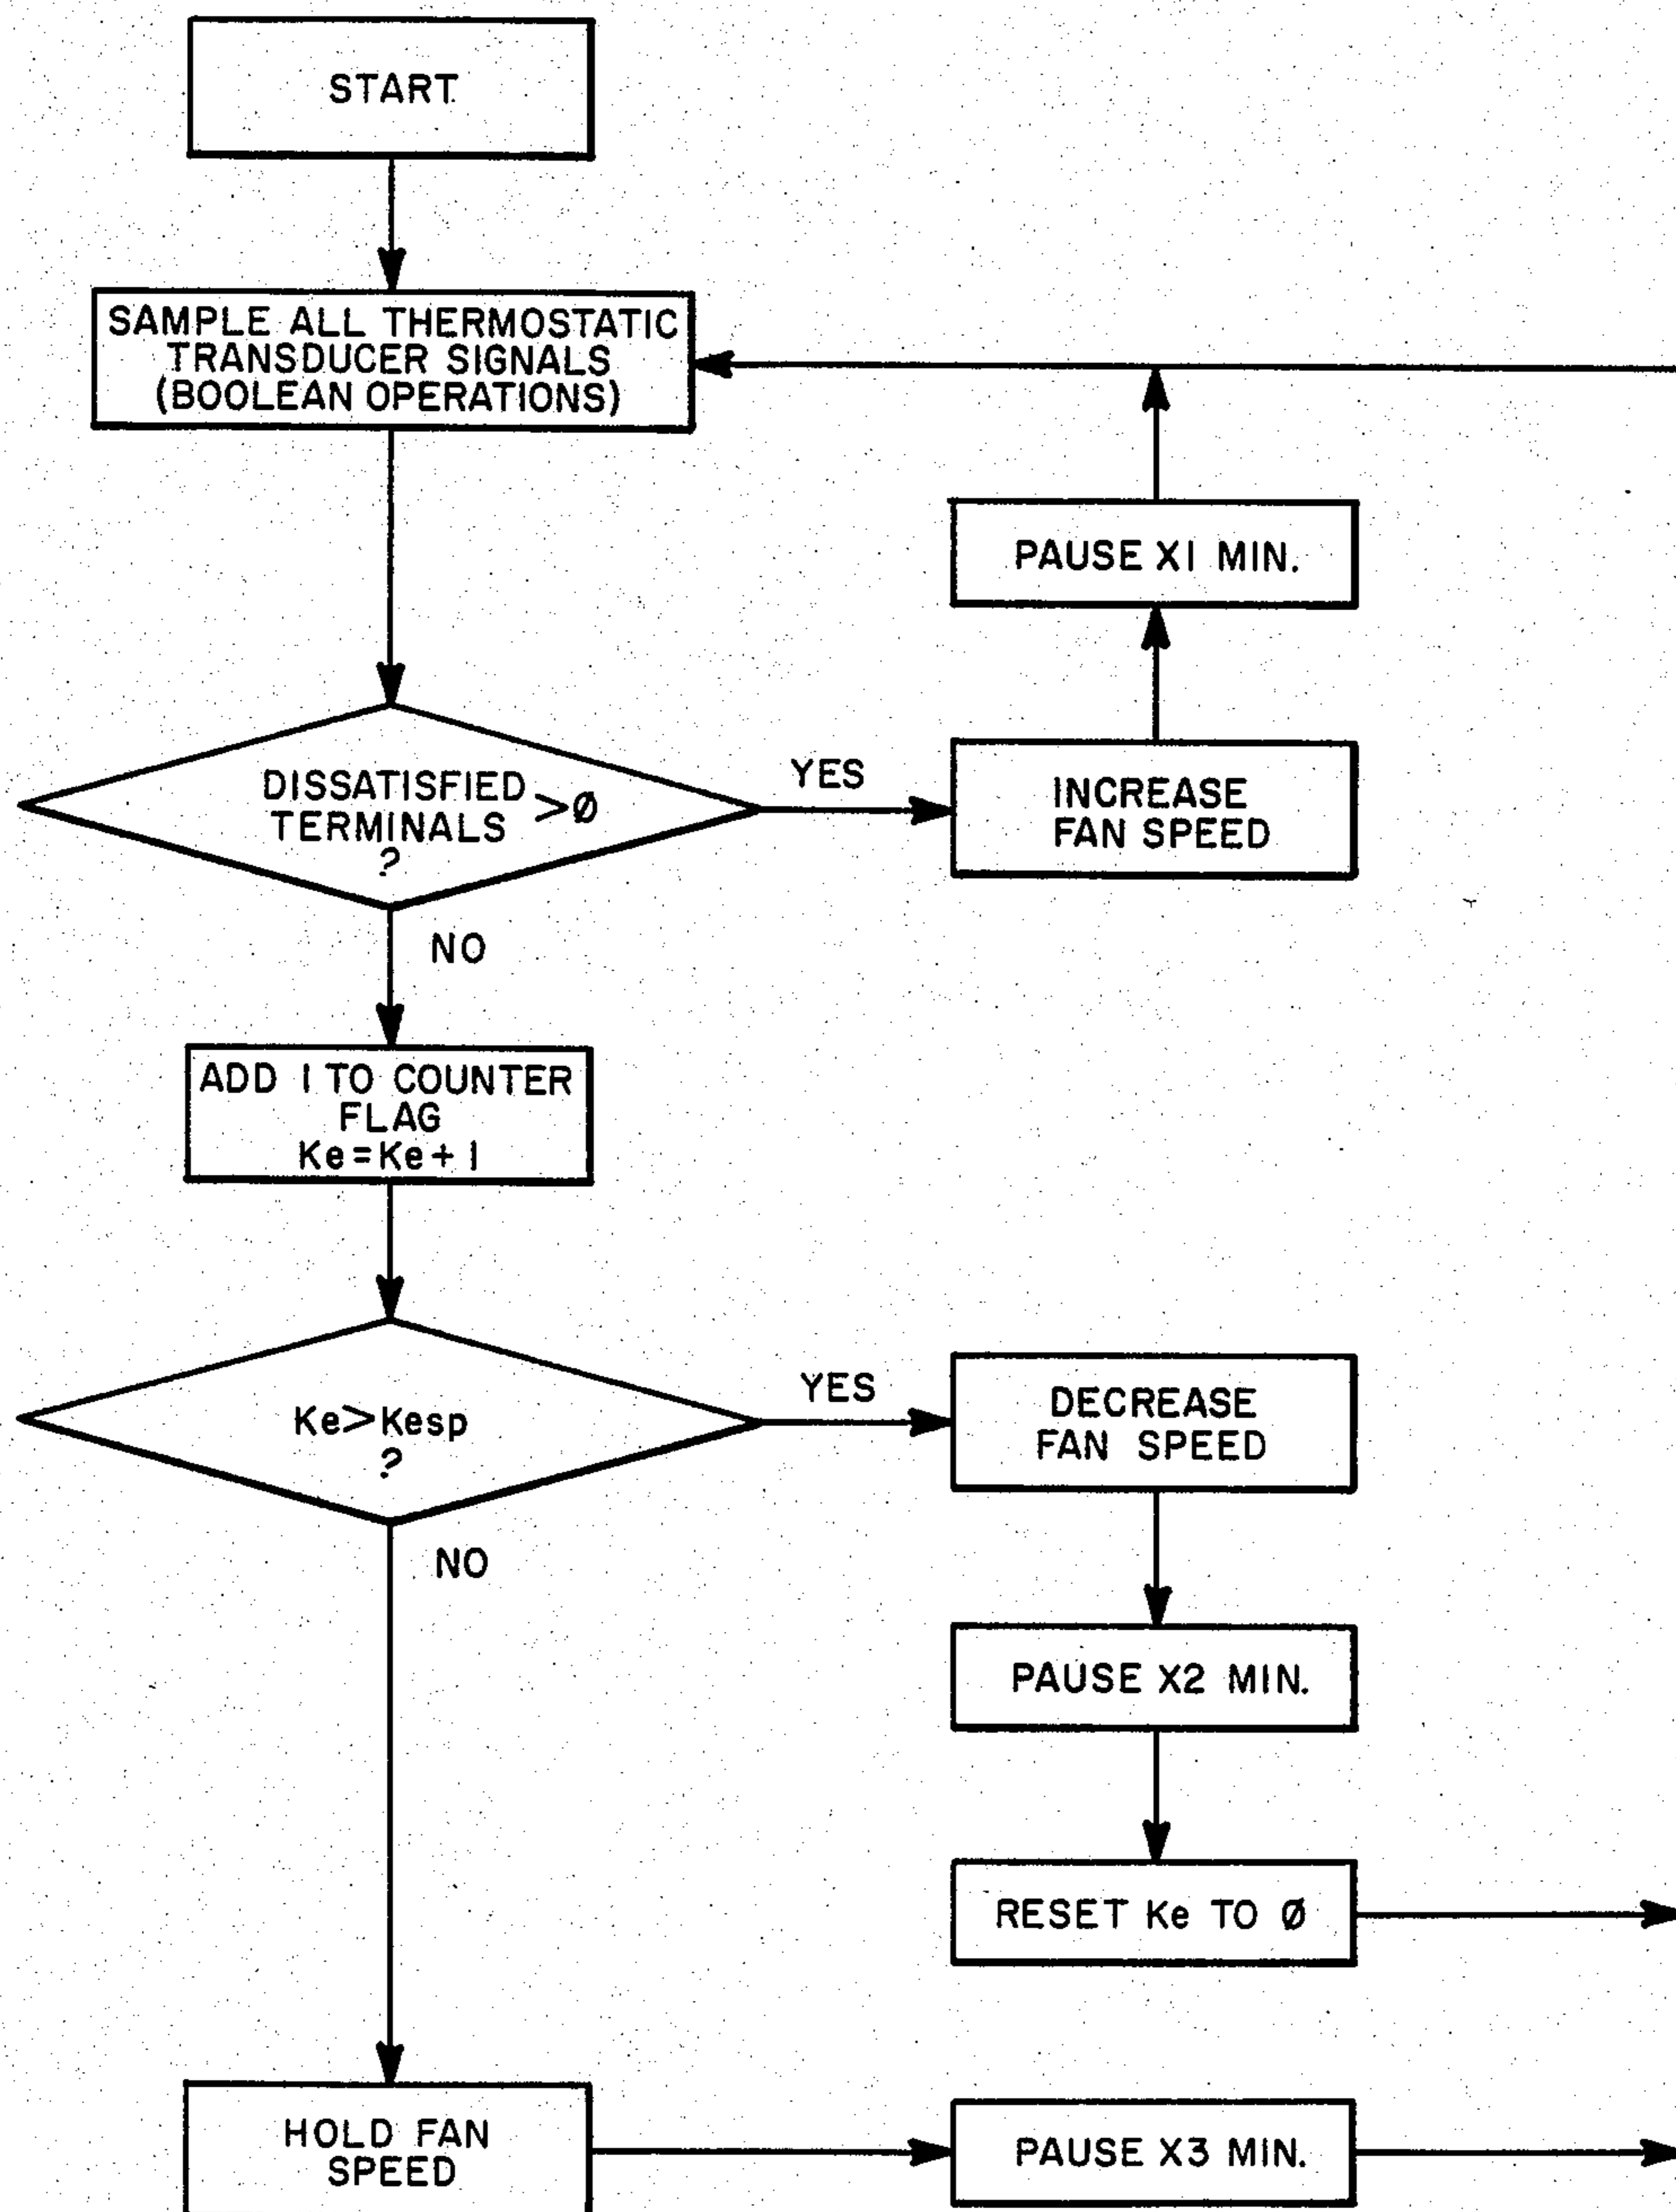 START
SAMPLE ALL THERMOSTATIC
TRANSDUCER SIGNALS
(BOOLEAN OPERATIONS)
PAUSE X1 MIN.
DISSATISFIED
TERMINALS >Ø
?
YES
INCREASE
FAN SPEED
NO
ADD 1 TO COUNTER
FLAG
Ke=Ke+1
Ke>Kesp
?
YES
DECREASE
FAN SPEED
NO
PAUSE X2 MIN.
RESET Ke TO Ø
HOLD FAN
SPEED
PAUSE X3 MIN.